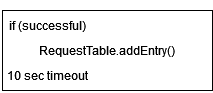 if (successful)
RequestTable.addEntry()
10 sec timeout